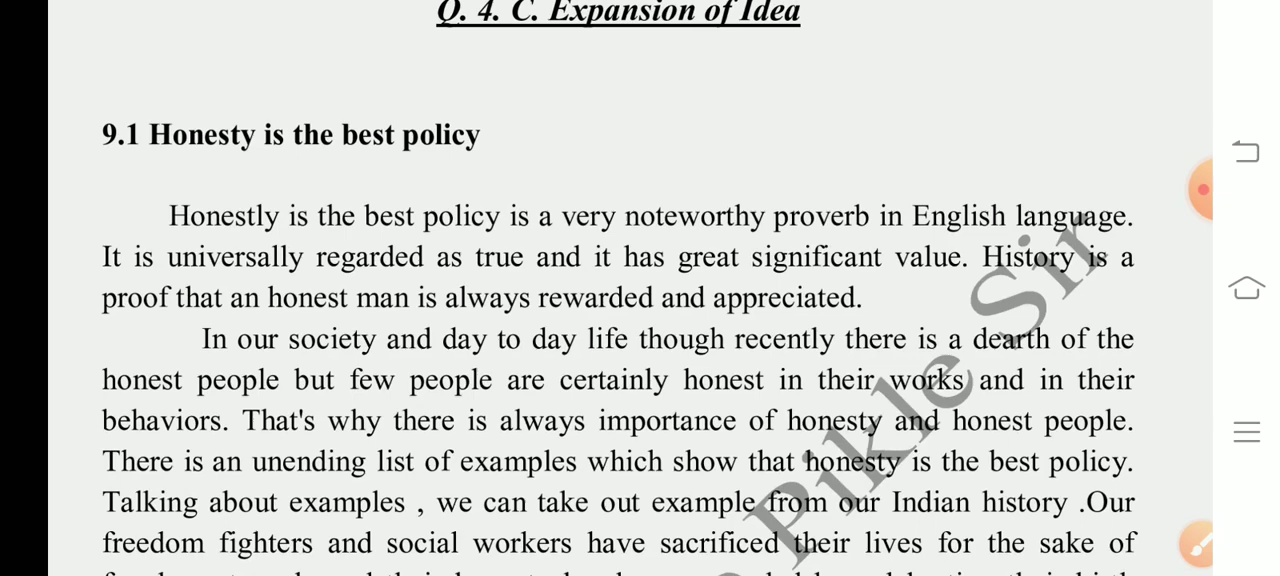 Q. 4. C. Expansion of Idea
9.1 Honesty is the best policy
Honestly is the best policy is a very noteworthy proverb in English language.
It is universally regarded as true and it has great significant value. History is a
proof that an honest man is always rewarded and appreciated.
In our society and day to day life though recently there is a dearth of the
honest people but few people are certainly honest in their works and in their
behaviors. That's why there is always importance of honesty and honest people.
There is an unending list of examples which show that honesty is the best policy.
Talking about examples , we can take out example from our Indian history .Our
freedom fighters and social workers have sacrificed their lives for the sake of
Pikle Sir